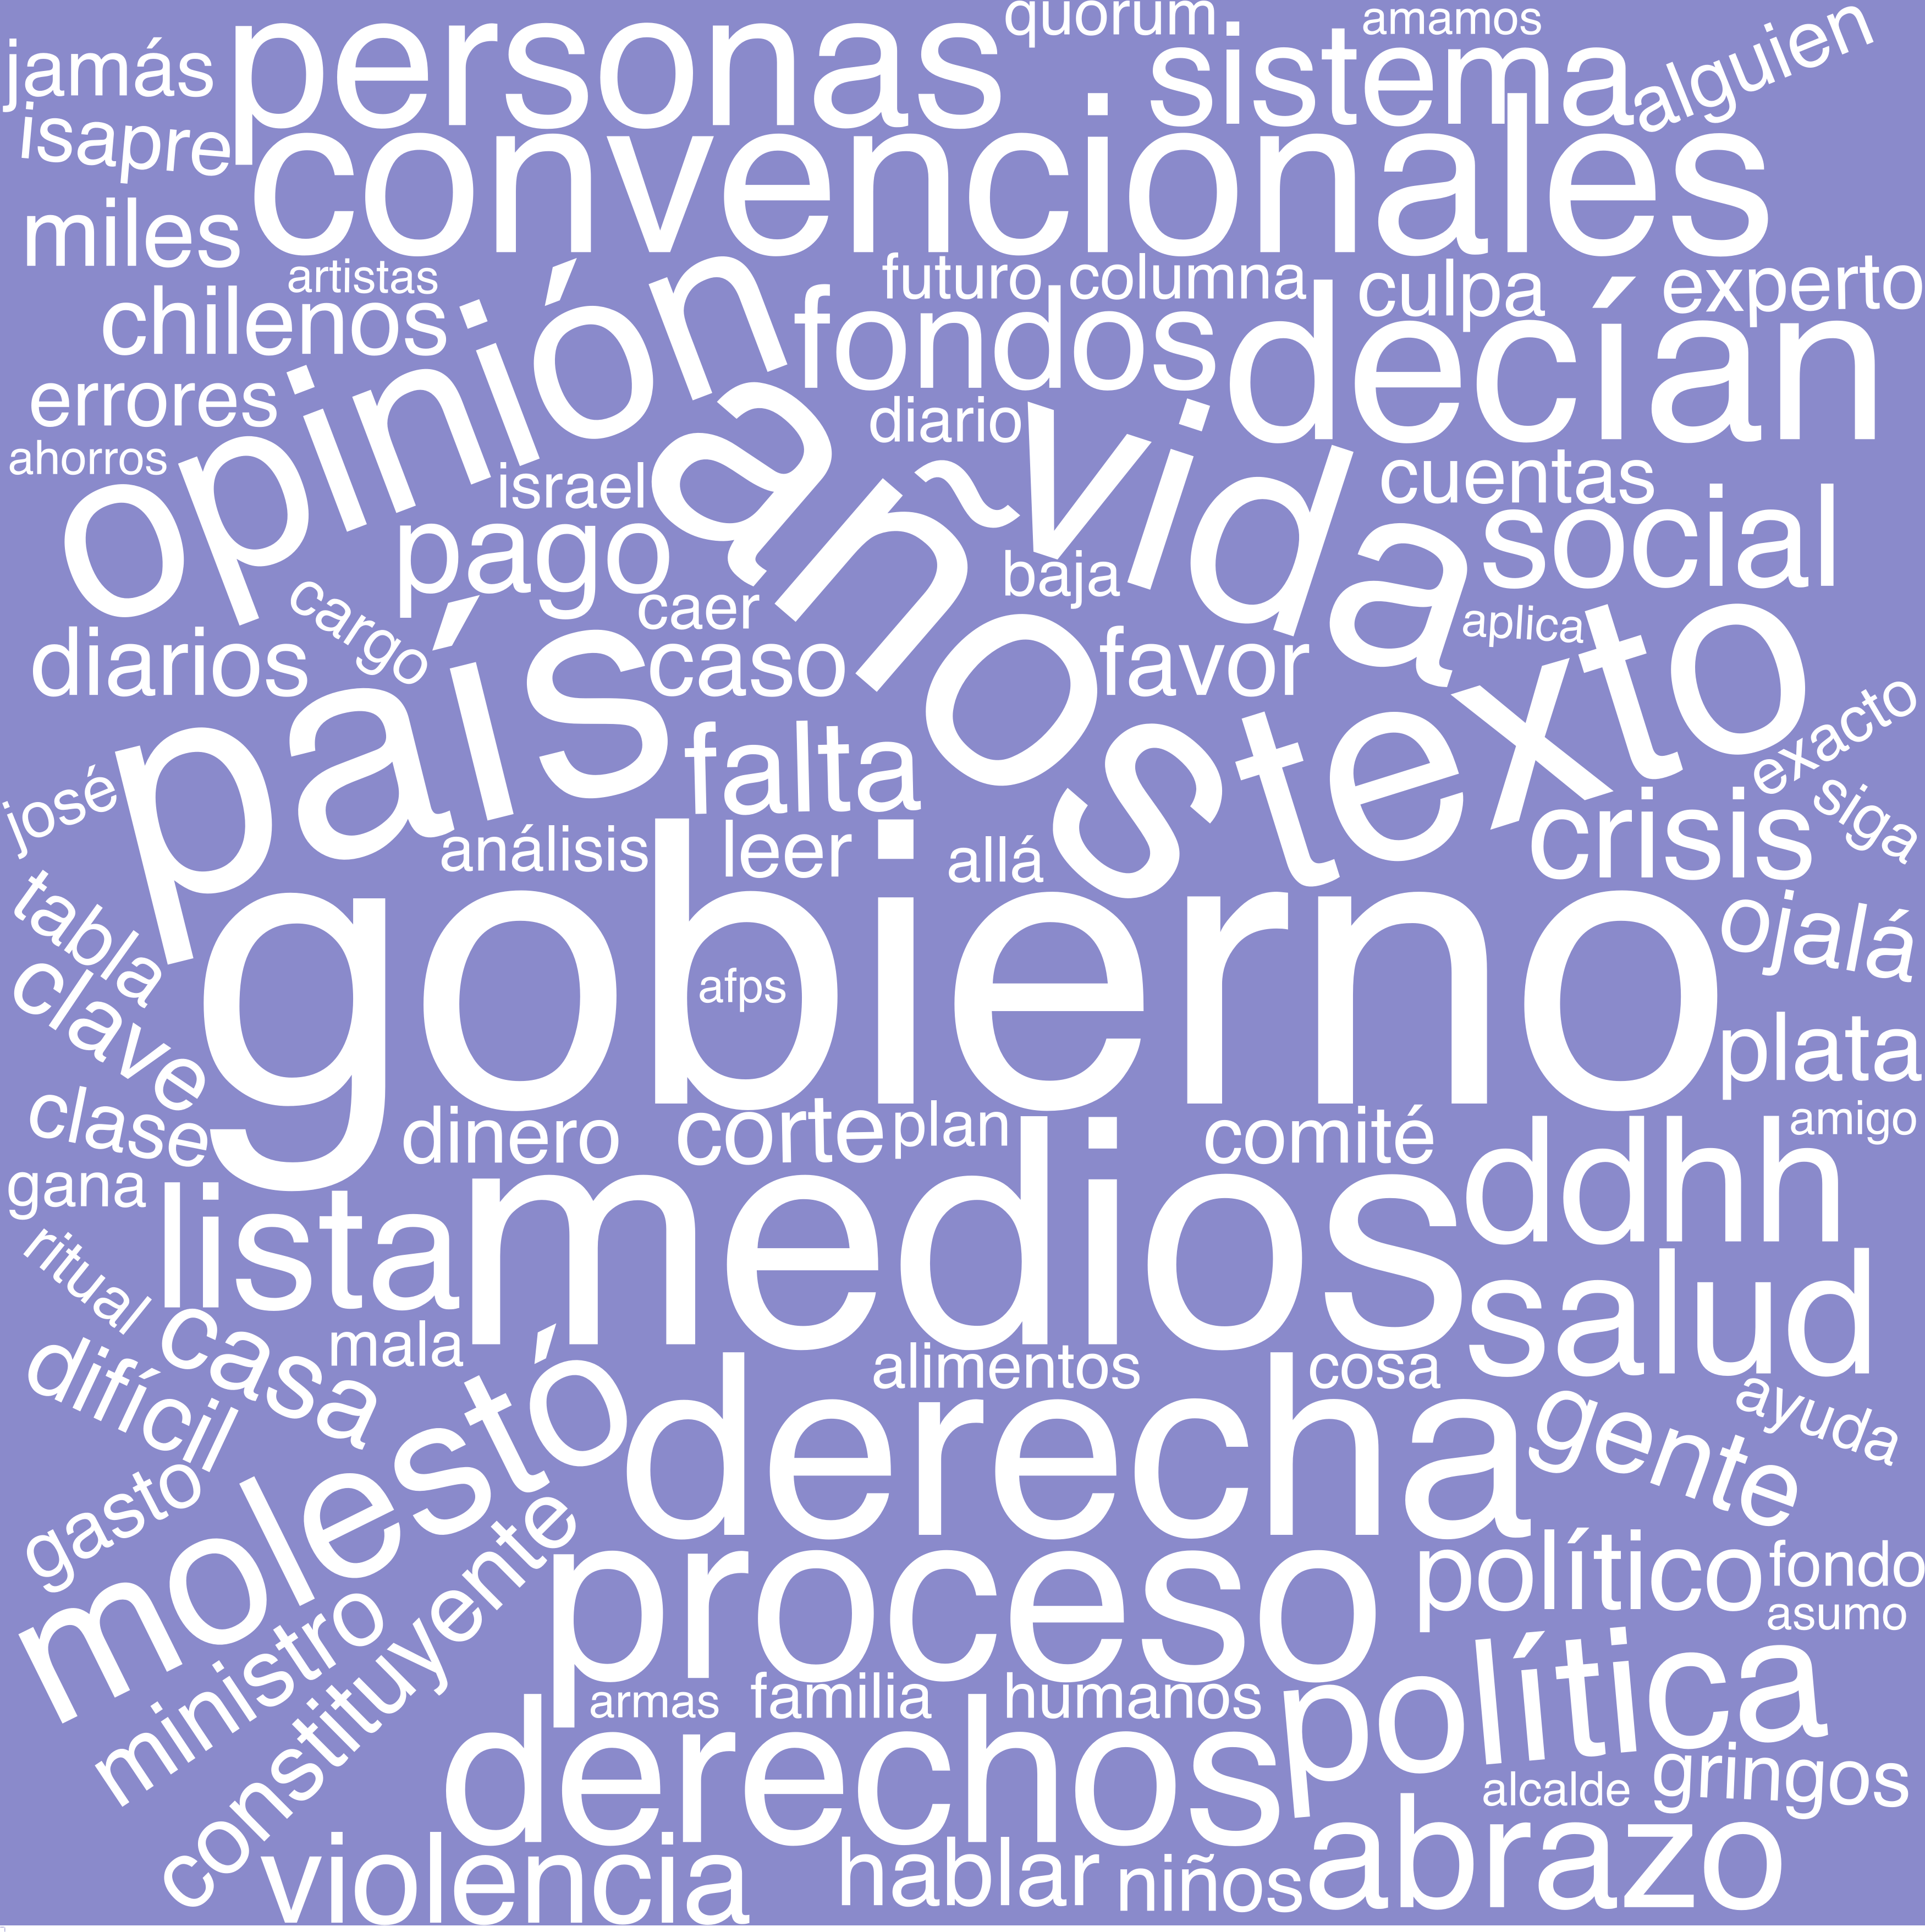 quorum
amamos
personas
sistema
alguien
jamás
isapre
convencionales
miles
artistas
futuro
columna
culpa
experto
chilenos
opinión
fondos
decían
errores
diario
vida
ahorros
israel
años
cuentas
social
pago
baja
cargo
caer
aplica
diarios
país
caso
favor
texto
exacto
falta
josé
siga
análisis
leer
allá
crisis
tabla
gobierno
ojalá
clave
afps
plata
clase
dinero
corte
plan
comité
amigo
ddhh
gana
lista
medios
ritual
salud
difícil
casa
mala
alimentos
cosa
ayuda
molestó
derecha
gente
gasto
constituyente
proceso
político
fondo
asumo
ministro
armas
familia
humanos
política
derechos
alcalde
gringos
violencia
hablar
niños
abrazo